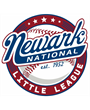 Newark
NATIONAL
est. 1952
LITTLE LEAGUE